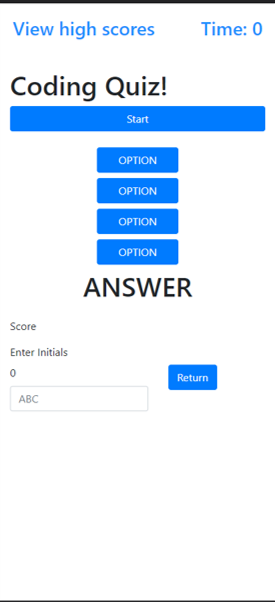 View high scores Time: 0
Coding Quiz!
Start
OPTION
OPTION
OPTION
OPTION
ANSWER
Score
Enter Initials
0
Return
ABC